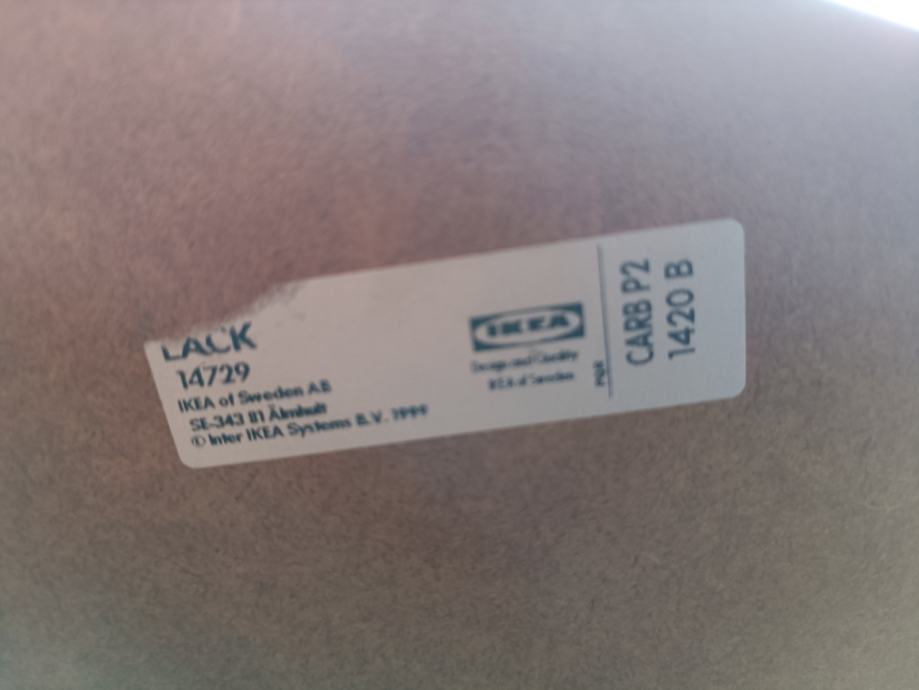 LACK
14729
IKEA of Sweden AB
SE-343 81 Älmhult
© Inter IKEA Systems B.V. 1999
IKEA
Design and Quality
IKEA of Sweden
CARB P2
1420 B